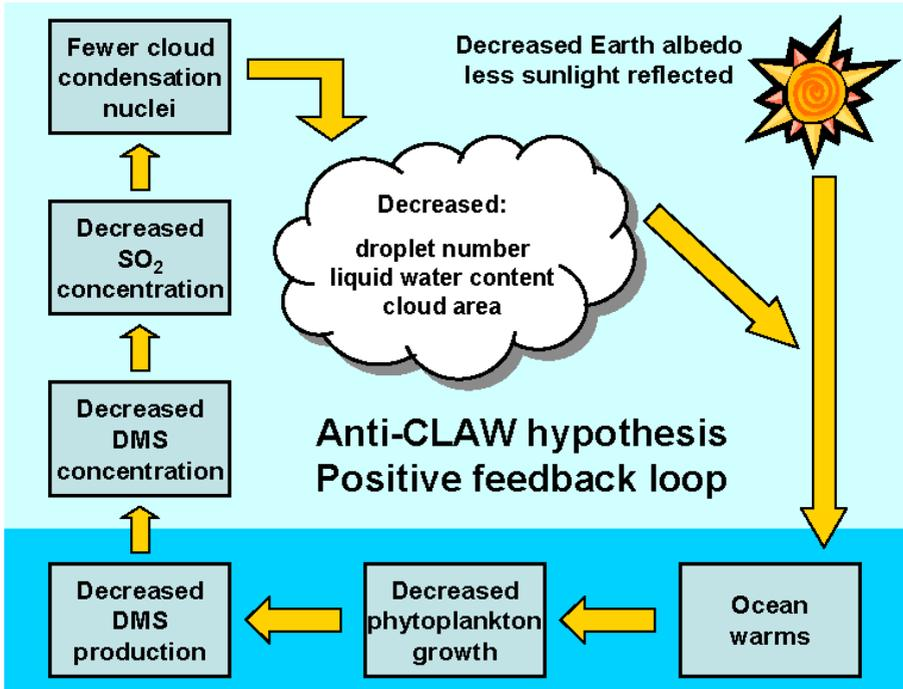 Fewer cloud
condensation
nuclei
Decreased Earth albedo
less sunlight reflected
Decreased:
droplet number
liquid water content
cloud area
Decreased
SO₂
concentration
Decreased
DMS
concentration
Anti-CLAW hypothesis
Positive feedback loop
Decreased
DMS
production
Decreased
phytoplankton
growth
Ocean
warms